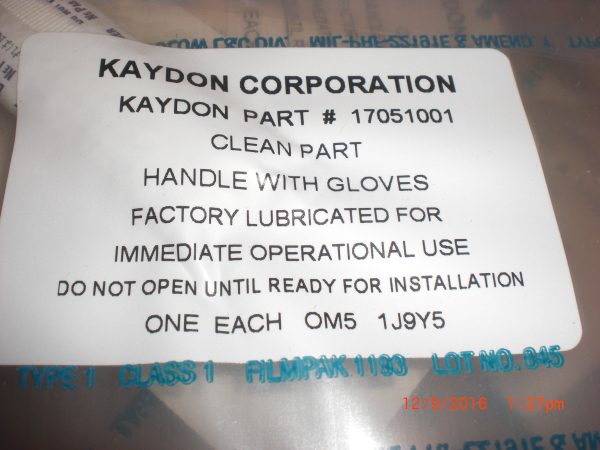 KAYDON CORPORATION
KAYDON PART # 17051001
CLEAN PART
HANDLE WITH GLOVES
FACTORY LUBRICATED FOR
IMMEDIATE OPERATIONAL USE
DO NOT OPEN UNTIL READY FOR INSTALLATION
ONE EACH OM5 1J9Y5
TYPE 1 CLASS 1 FILMPAK 1193 LOT NO. 845
12/9/2016 1:27pm